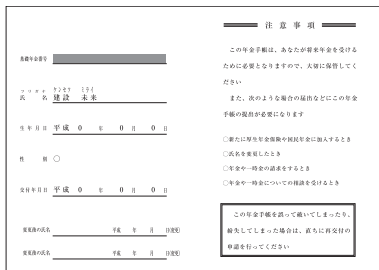 基礎年金番号
フリガナ ケンセツ ミライ
氏名 建設 未来
生年月日 平成 0 年 0 月 0 日
性別 ○
交付年月日 平成 0 年 0 月 0 日
変更後の氏名 平成 年 月 日(変更)
変更後の氏名 平成 年 月 日(変更)
注意事項
この年金手帳は、あなたが将来年金を受ける
ために必要となりますので、大切に保管してく
ださい
また、次のような場合の届出などにこの年金
手帳の提出が必要になります
○新たに厚生年金保険や国民年金に加入するとき
○氏名を変更したとき
○年金や一時金の請求をするとき
○年金や一時金についての相談を受けるとき
この年金手帳を誤って破いてしまったり、
紛失してしまった場合は、直ちに再交付の
申請を行ってください